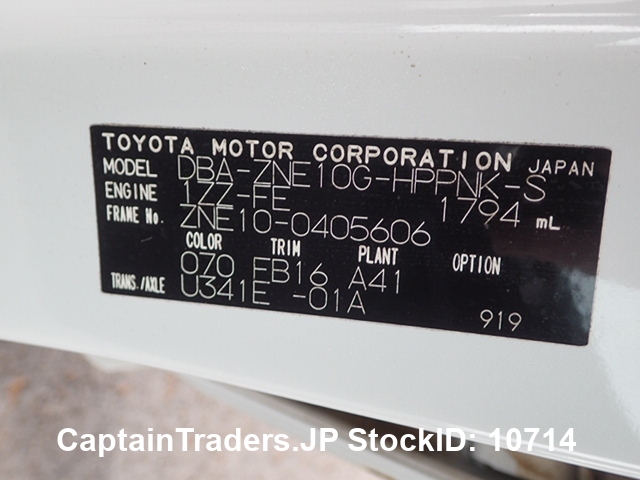 TOYOTA MOTOR CORPORATION JAPAN
MODEL DBA-ZNE10G-HPPNK-S
ENGINE 1ZZ-FE 1794 mL
FRAME No. ZNE10-0405606
COLOR TRIM PLANT OPTION
070 FB16 A41
TRANS./AXLE U341E -01A
919
CaptainTraders.JP StockID: 10714